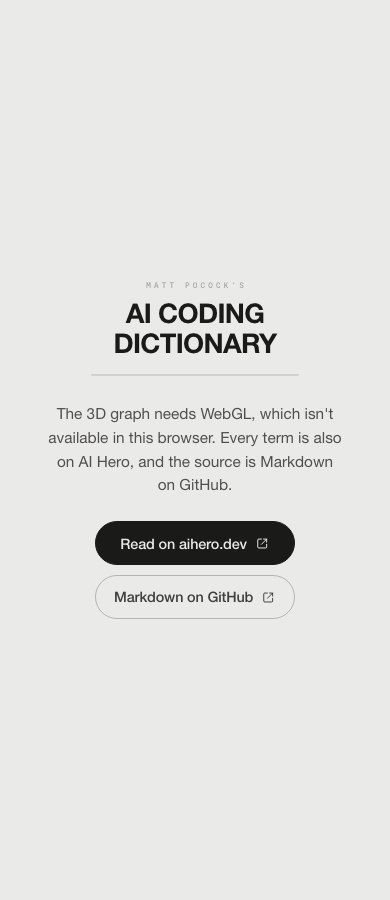 MATT POCOCK'S
AI CODING
DICTIONARY
The 3D graph needs WebGL, which isn't
available in this browser. Every term is also
on AI Hero, and the source is Markdown
on GitHub.
Read on aihero.dev
Markdown on GitHub